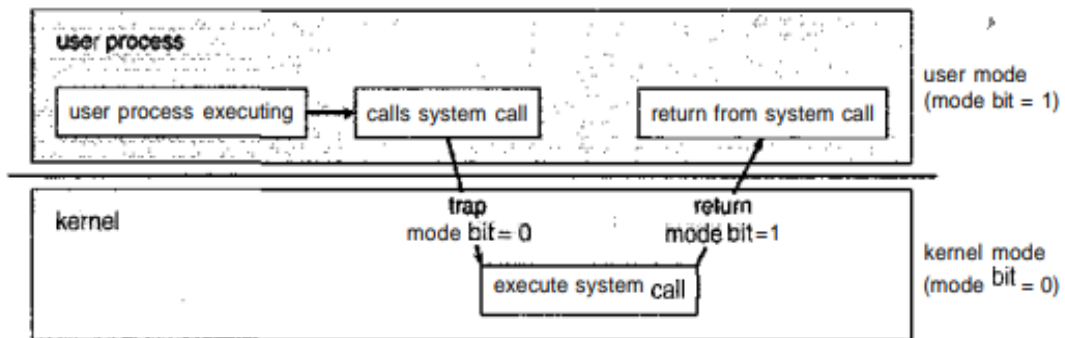 user process
user process executing
calls system call
return from system call
user mode
(mode bit = 1)
kernel
trap
mode bit = 0
return
mode bit=1
execute system call
kernel mode
(mode bit = 0)